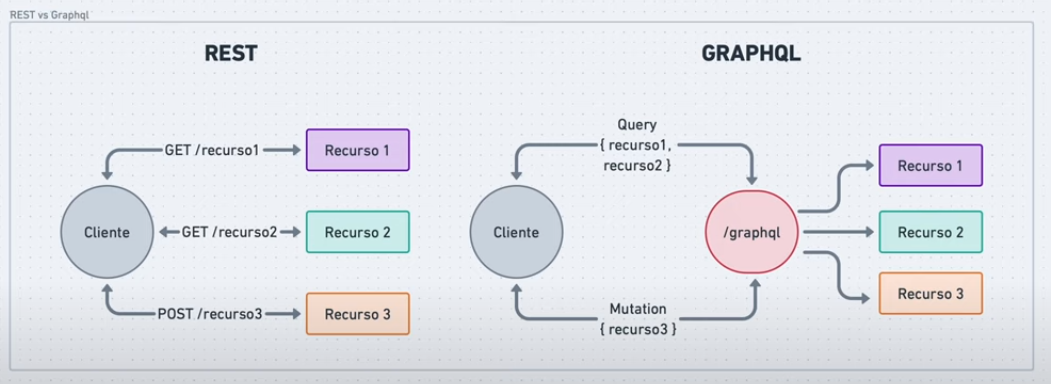 REST vs Graphql
REST
GET /recurso1
Recurso 1
Cliente
GET /recurso2
Recurso 2
POST /recurso3
Recurso 3
GRAPHQL
Query
{ recurso1,
recurso2 }
Cliente
/graphql
Mutation
{ recurso3 }
Recurso 1
Recurso 2
Recurso 3